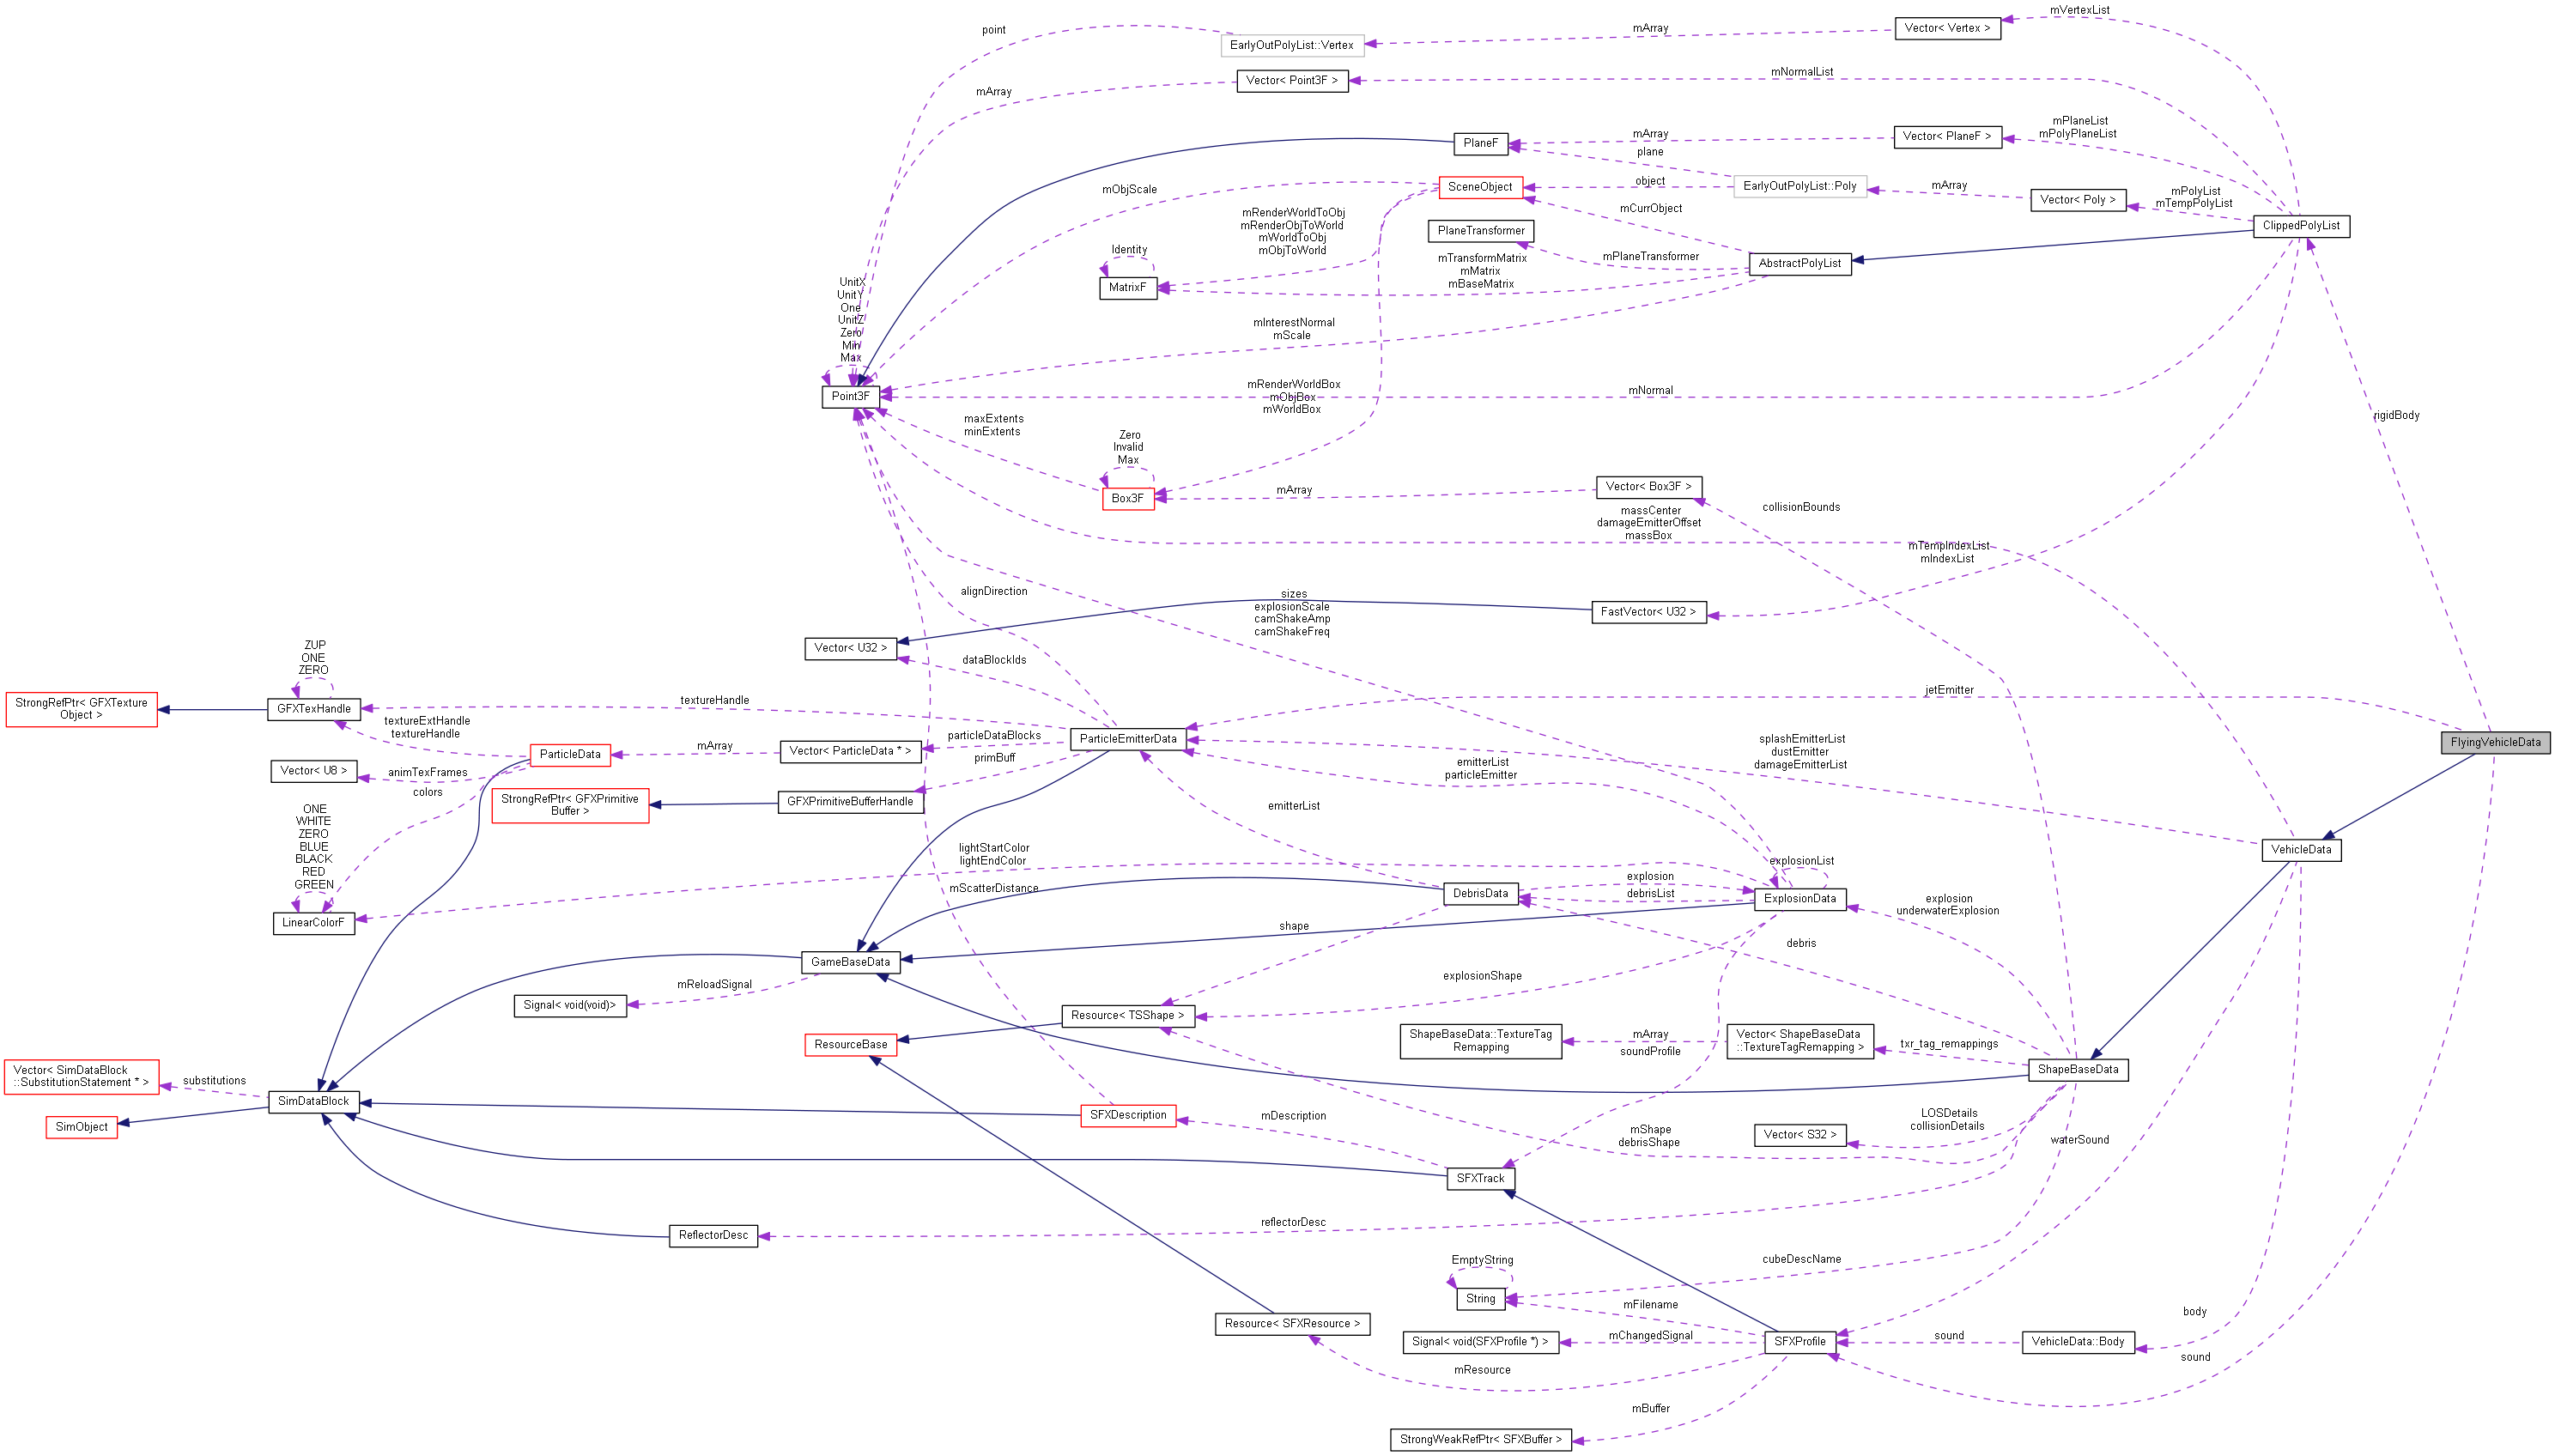 mVertexList
point
mArray
Vector< Vertex >
EarlyOutPolyList::Vertex
mNormalList
Vector< Point3F >
mArray
mPlaneList
mPolyPlaneList
mArray
Vector< PlaneF >
PlaneF
plane
object
mObjScale
SceneObject
EarlyOutPolyList::Poly
mArray
mPolyList
mTempPolyList
Vector< Poly >
mCurrObject
mRenderWorldToObj
mRenderObjToWorld
mWorldToObj
mObjToWorld
PlaneTransformer
ClippedPolyList
Identity
mPlaneTransformer
AbstractPolyList
mTransformMatrix
mMatrix
mBaseMatrix
MatrixF
UnitX
UnitY
One
UnitZ
Zero
Min
Max
mInterestNormal
mScale
Point3F
mRenderWorldBox
mObjBox
mWorldBox
mNormal
rigidBody
maxExtents
minExtents
Zero
Invalid
Max
Box3F
mArray
Vector< Box3F >
massCenter
damageEmitterOffset
massBox
collisionBounds
mTempIndexList
mIndexList
alignDirection
sizes
explosionScale
camShakeAmp
camShakeFreq
FastVector< U32 >
Vector< U32 >
dataBlockIds
ZUP
ONE
ZERO
StrongRefPtr< GFXTexture
Object >
GFXTexHandle
textureHandle
jetEmitter
textureExtHandle
textureHandle
ParticleData
mArray
Vector< ParticleData * >
particleDataBlocks
ParticleEmitterData
primBuff
splashEmitterList
dustEmitter
damageEmitterList
FlyingVehicleData
Vector< U8 >
animTexFrames
colors
emitterList
particleEmitter
StrongRefPtr< GFXPrimitive
Buffer >
GFXPrimitiveBufferHandle
emitterList
ONE
WHITE
ZERO
BLUE
BLACK
RED
GREEN
lightStartColor
lightEndColor
mScatterDistance
VehicleData
explosionList
explosion
debrisList
DebrisData
ExplosionData
explosion
underwaterExplosion
LinearColorF
shape
debris
GameBaseData
mReloadSignal
explosionShape
Signal< void(void)>
Resource< TSShape >
ResourceBase
ShapeBaseData::TextureTag
Remapping
mArray
soundProfile
Vector< ShapeBaseData
::TextureTagRemapping >
txr_tag_remappings
ShapeBaseData
Vector< SimDataBlock
::SubstitutionStatement * >
substitutions
SimDataBlock
SimObject
SFXDescription
mDescription
LOSDetails
collisionDetails
Vector< S32 >
mShape
debrisShape
waterSound
SFXTrack
reflectorDesc
ReflectorDesc
EmptyString
cubeDescName
String
mFilename
body
Resource< SFXResource >
Signal< void(SFXProfile *) >
mChangedSignal
SFXProfile
sound
VehicleData::Body
sound
mResource
mBuffer
StrongWeakRefPtr< SFXBuffer >